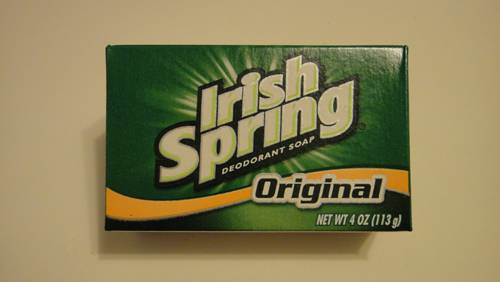 Irish
Spring®
DEODORANT SOAP
Original
NET WT 4 OZ (113 g)